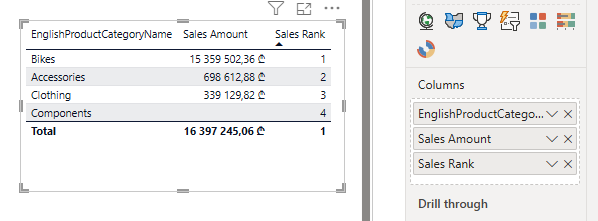 EnglishProductCategoryName Sales Amount Sales Rank
Bikes 15 359 502,36 ₾ 1
Accessories 698 612,88 ₾ 2
Clothing 339 129,82 ₾ 3
Components 4
Total 16 397 245,06 ₾ 1
Columns
EnglishProductCatego...
Sales Amount
Sales Rank
Drill through